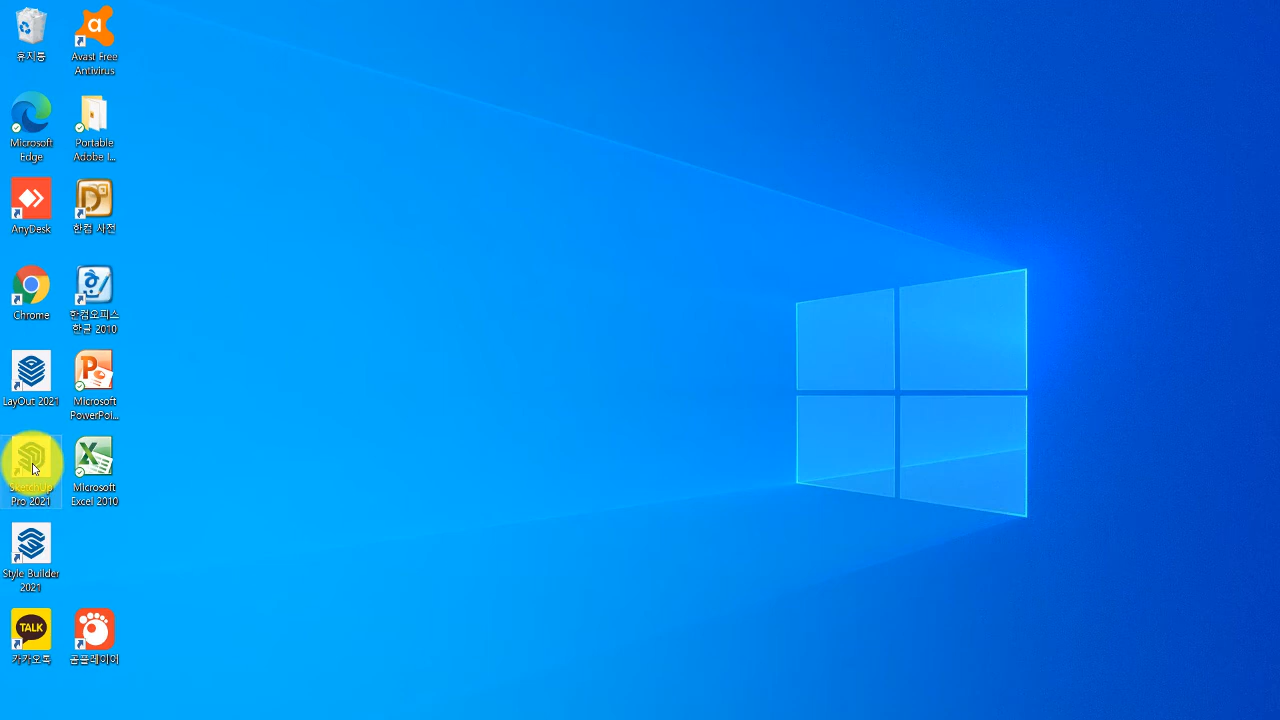 휴지통
Avast Free
Antivirus
Microsoft
Edge
Portable
Adobe I...
AnyDesk
한컴 사전
Chrome
한컴오피스
한글 2010
LayOut 2021
Microsoft
PowerPoi...
SketchUp
Pro 2021
Microsoft
Excel 2010
Style Builder
2021
TALK
카카오톡
곰플레이어